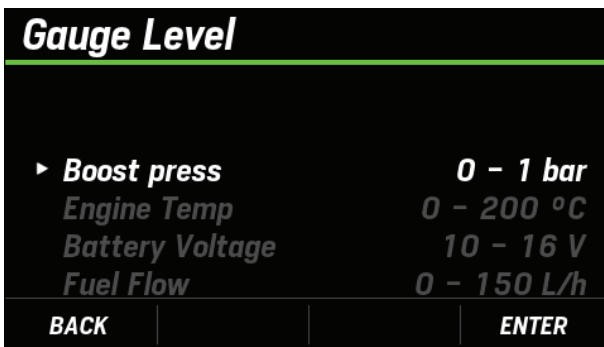 Gauge Level
▸ Boost press 0 - 1 bar
Engine Temp 0 - 200 ºC
Battery Voltage 10 - 16 V
Fuel Flow 0 - 150 L/h
BACK ENTER